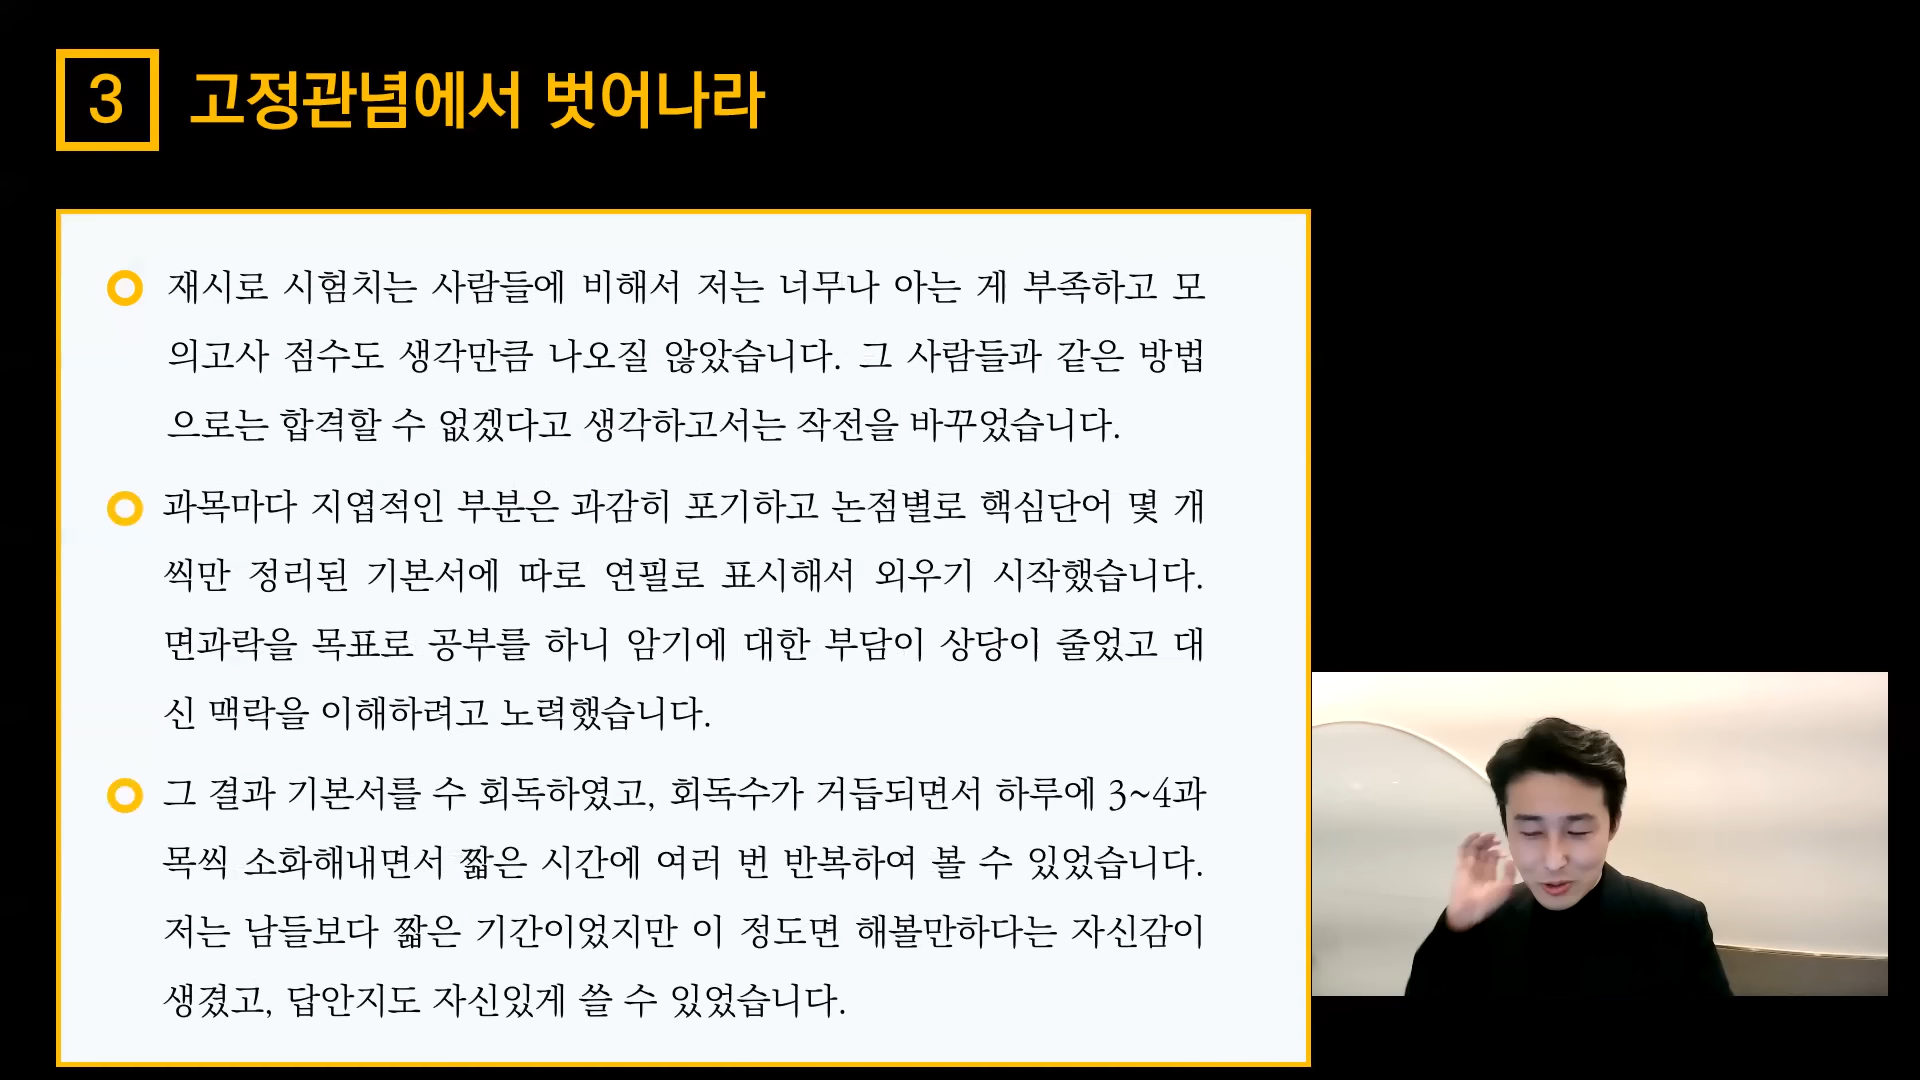 3 고정관념에서 벗어나라
재시로 시험치는 사람들에 비해서 저는 너무나 아는 게 부족하고 모
의고사 점수도 생각만큼 나오질 않았습니다. 그 사람들과 같은 방법
으로는 합격할 수 없겠다고 생각하고서는 작전을 바꾸었습니다.
과목마다 지엽적인 부분은 과감히 포기하고 논점별로 핵심단어 몇 개
씩만 정리된 기본서에 따로 연필로 표시해서 외우기 시작했습니다.
면과락을 목표로 공부를 하니 암기에 대한 부담이 상당이 줄었고 대
신 맥락을 이해하려고 노력했습니다.
그 결과 기본서를 수 회독하였고, 회독수가 거듭되면서 하루에 3~4과
목씩 소화해내면서 짧은 시간에 여러 번 반복하여 볼 수 있었습니다.
저는 남들보다 짧은 기간이었지만 이 정도면 해볼만하다는 자신감이
생겼고, 답안지도 자신있게 쓸 수 있었습니다.